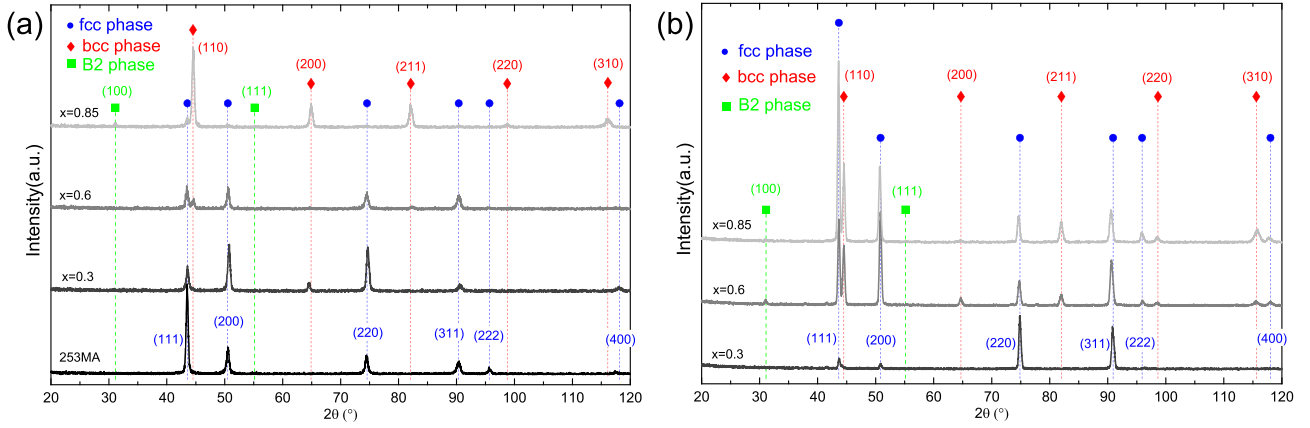 (a)
fcc phase
bcc phase
B2 phase
(110)
(200)
(211)
(220)
(310)
(100)
(111)
x=0.85
x=0.6
x=0.3
253MA
(111)
(200)
(220)
(311)
(222)
(400)
Intensity(a.u.)
20 30 40 50 60 70 80 90 100 110 120
2θ (°)
(b)
fcc phase
bcc phase
B2 phase
(110)
(200)
(211)
(220)
(310)
(100)
(111)
x=0.85
x=0.6
x=0.3
(111)
(200)
(220)
(311)
(222)
(400)
Intensity(a.u.)
20 30 40 50 60 70 80 90 100 110 120
2θ (°)